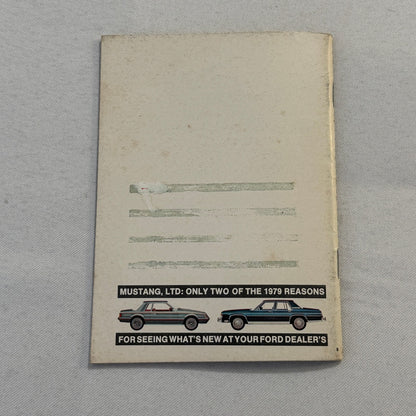 MUSTANG, LTD: ONLY TWO OF THE 1979 REASONS
FOR SEEING WHAT'S NEW AT YOUR FORD DEALER'S